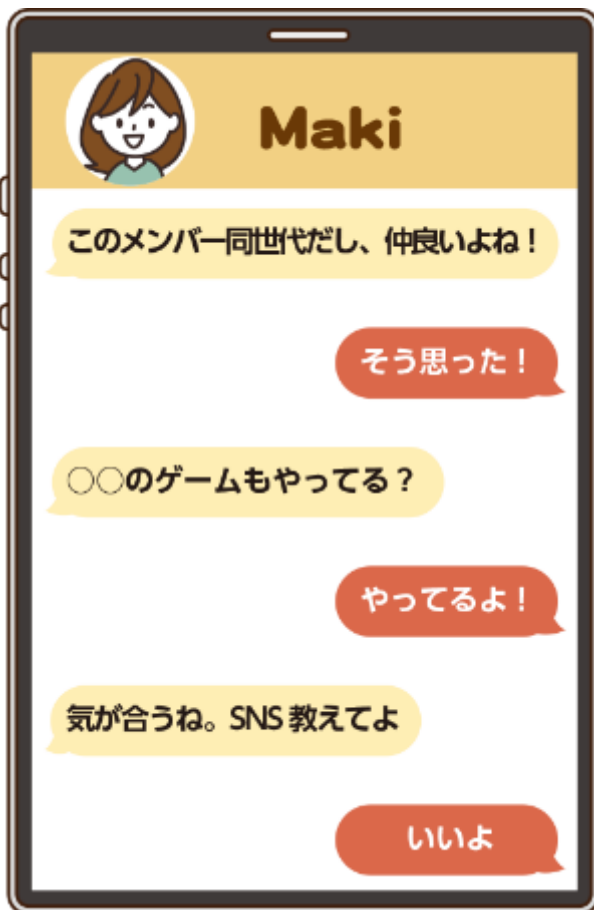 Maki
このメンバー同世代だし、仲良いよね！
そう思った！
○○のゲームもやってる？
やってるよ！
気が合うね。SNS 教えてよ
いいよ